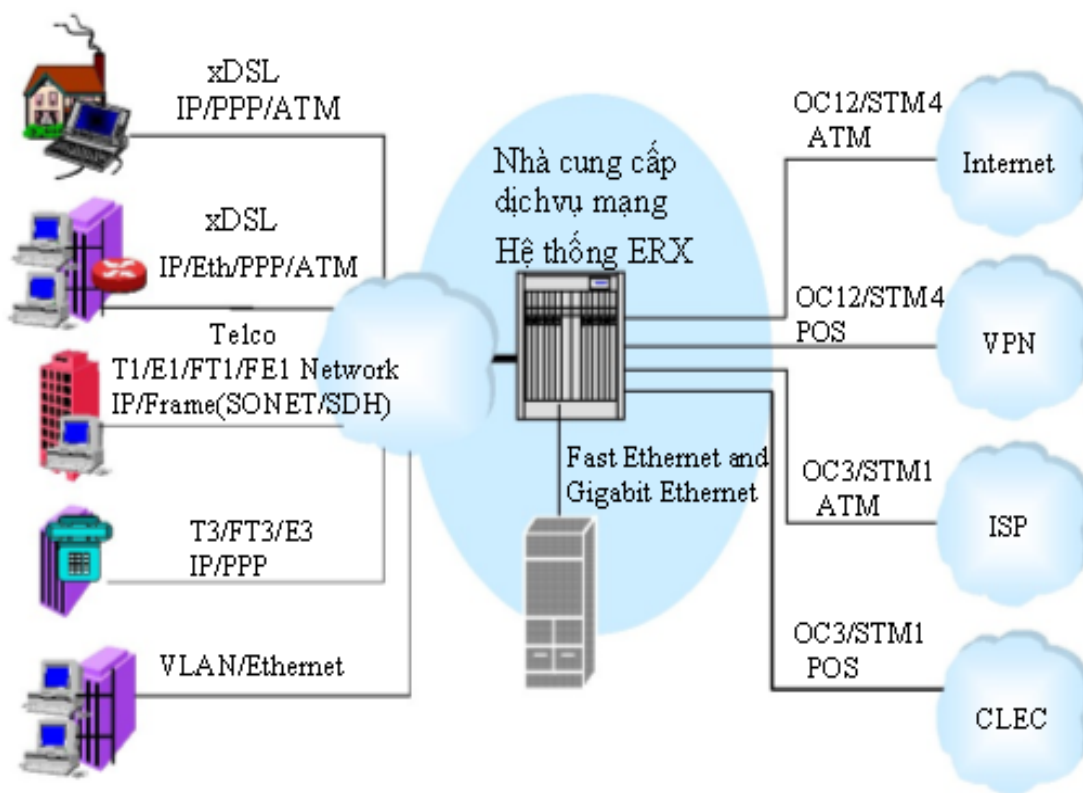 xDSL
IP/PPP/ATM
xDSL
IP/Eth/PPP/ATM
Telco
T1/E1/FT1/FE1 Network
IP/Frame(SONET/SDH)
T3/FT3/E3
IP/PPP
VLAN/Ethernet
Nhà cung cấp
dịchvụ mạng
Hệ thống ERX
Fast Ethernet and
Gigabit Ethernet
OC12/STM4
ATM
Internet
OC12/STM4
POS
VPN
OC3/STM1
ATM
ISP
OC3/STM1
POS
CLEC